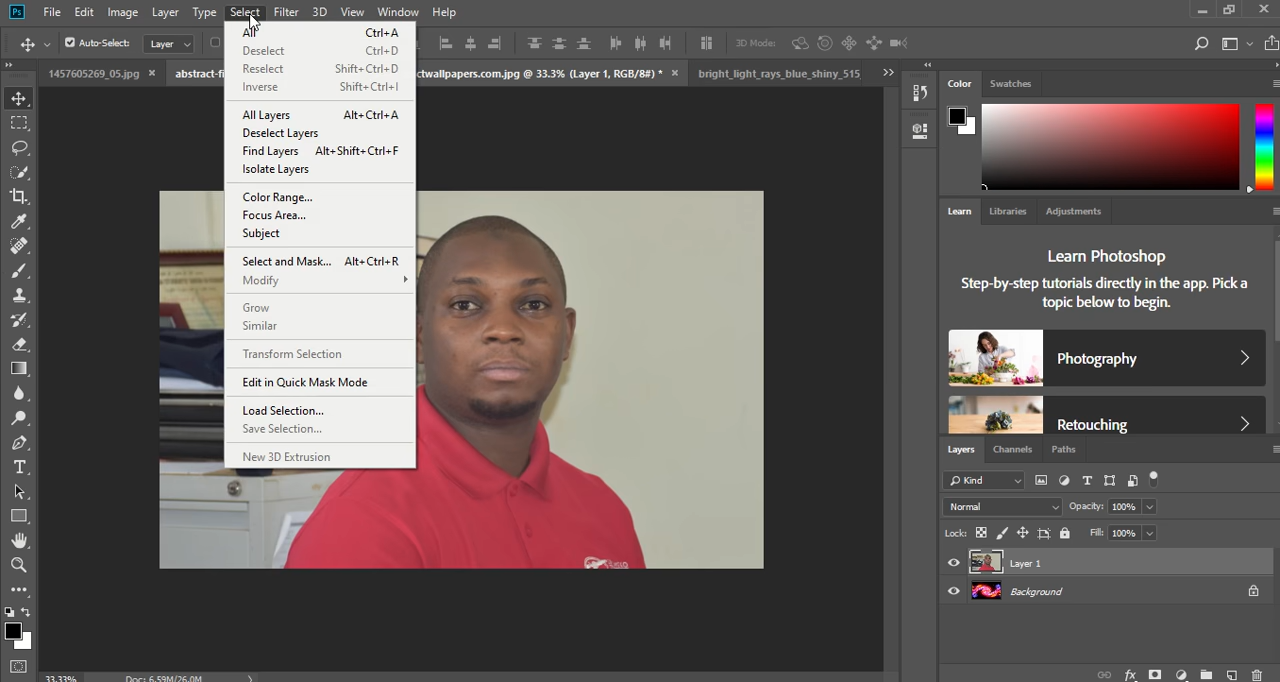 Ps File Edit Image Layer Type Select Filter 3D View Window Help
Auto-Select: Layer 3D Mode:
1457605269_05.jpg × abstract-fi ctwallpapers.com.jpg @ 33.3% (Layer 1, RGB/8#) * × bright_light_rays_blue_shiny_515
All Ctrl+A
Deselect Ctrl+D
Reselect Shift+Ctrl+D
Inverse Shift+Ctrl+I
All Layers Alt+Ctrl+A
Deselect Layers
Find Layers Alt+Shift+Ctrl+F
Isolate Layers
Color Range...
Focus Area...
Subject
Select and Mask... Alt+Ctrl+R
Modify
Grow
Similar
Transform Selection
Edit in Quick Mask Mode
Load Selection...
Save Selection...
New 3D Extrusion
Color Swatches
Learn Libraries Adjustments
Learn Photoshop
Step-by-step tutorials directly in the app. Pick a
topic below to begin.
Photography
Retouching
Layers Channels Paths
Kind
Normal Opacity: 100%
Lock: Fill: 100%
Layer 1
Background
33.33% Doc: 6.59M/26.0M